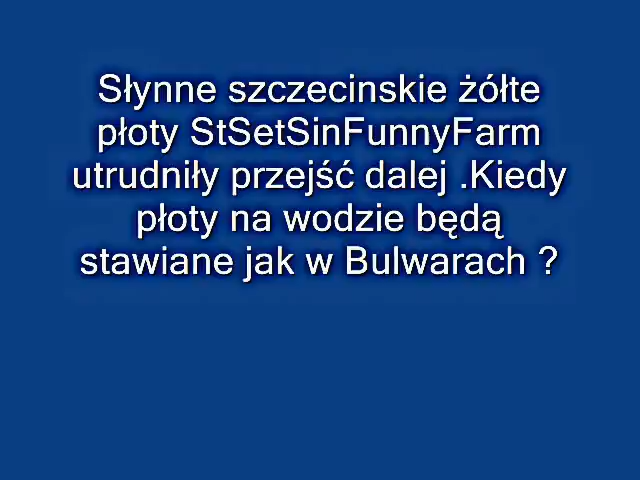 Słynne szczecinskie żółte
płoty StSetSinFunnyFarm
utrudniły przejść dalej .Kiedy
płoty na wodzie będą
stawiane jak w Bulwarach ?